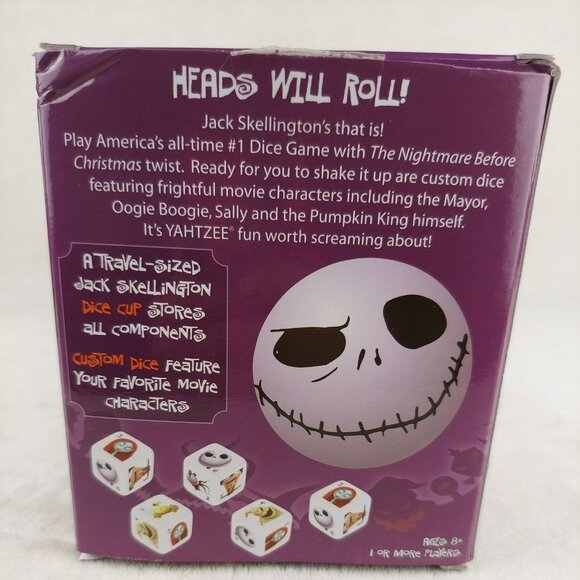 HEADS WILL ROLL!
Jack Skellington's that is!
Play America's all-time #1 Dice Game with The Nightmare Before
Christmas twist. Ready for you to shake it up are custom dice
featuring frightful movie characters including the Mayor,
Oogie Boogie, Sally and the Pumpkin King himself.
It's YAHTZEE® fun worth screaming about!
A TRAVEL-SIZED
JACK SKELLINGTON
DICE CUP STORES
ALL COMPONENTS
CUSTOM DICE FEATURE
YOUR FAVORITE MOVIE
CHARACTERS
AGES 8+
1 OR MORE PLAYERS